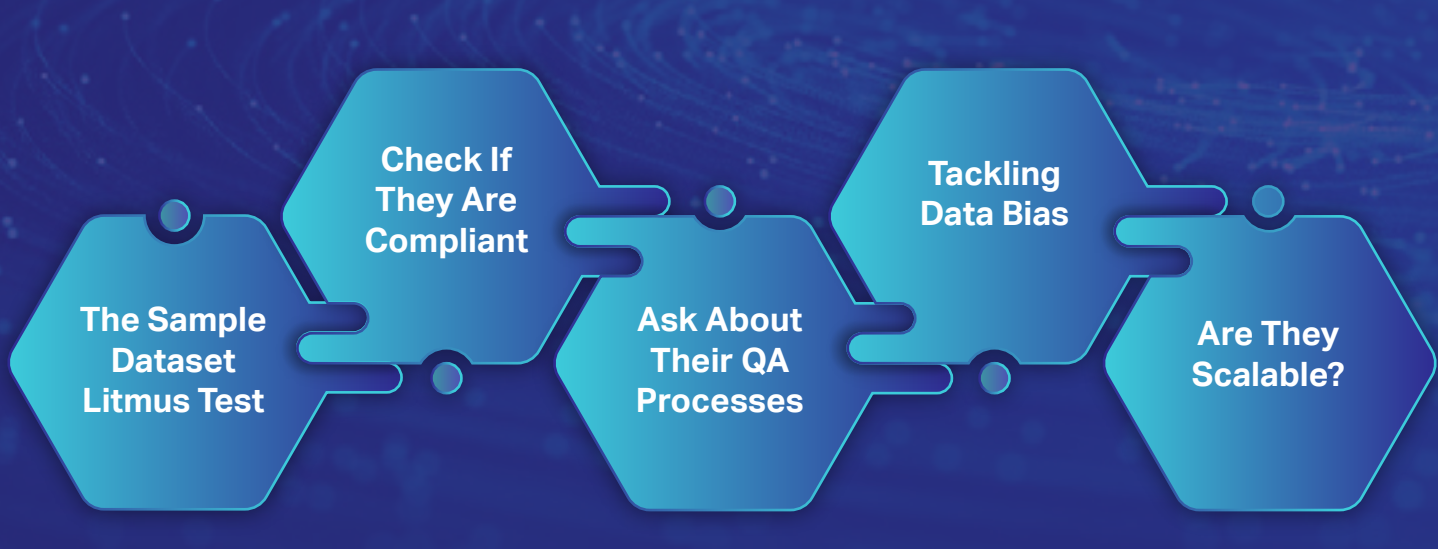 The Sample
Dataset
Litmus Test
Check If
They Are
Compliant
Ask About
Their QA
Processes
Tackling
Data Bias
Are They
Scalable?